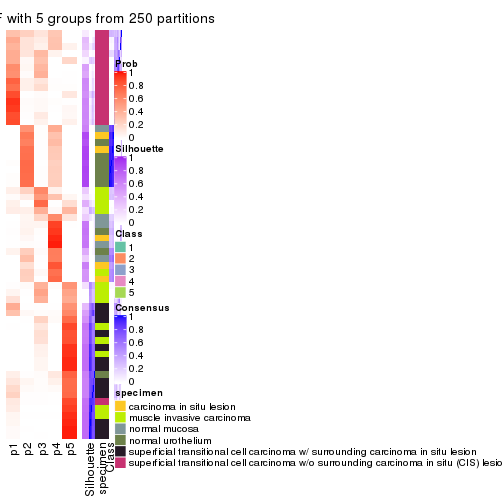 F with 5 groups from 250 partitions
Prob
1
0.8
0.6
0.4
0.2
0
Silhouette
1
0.8
0.6
0.4
0.2
0
Class
1
2
3
4
5
Consensus
1
0.8
0.6
0.4
0.2
0
specimen
carcinoma in situ lesion
muscle invasive carcinoma
normal mucosa
normal urothelium
superficial transitional cell carcinoma w/ surrounding carcinoma in situ lesion
superficial transitional cell carcinoma w/o surrounding carcinoma in situ (CIS) lesio
p1
p2
p3
p4
p5
Silhouette
specimen
Class